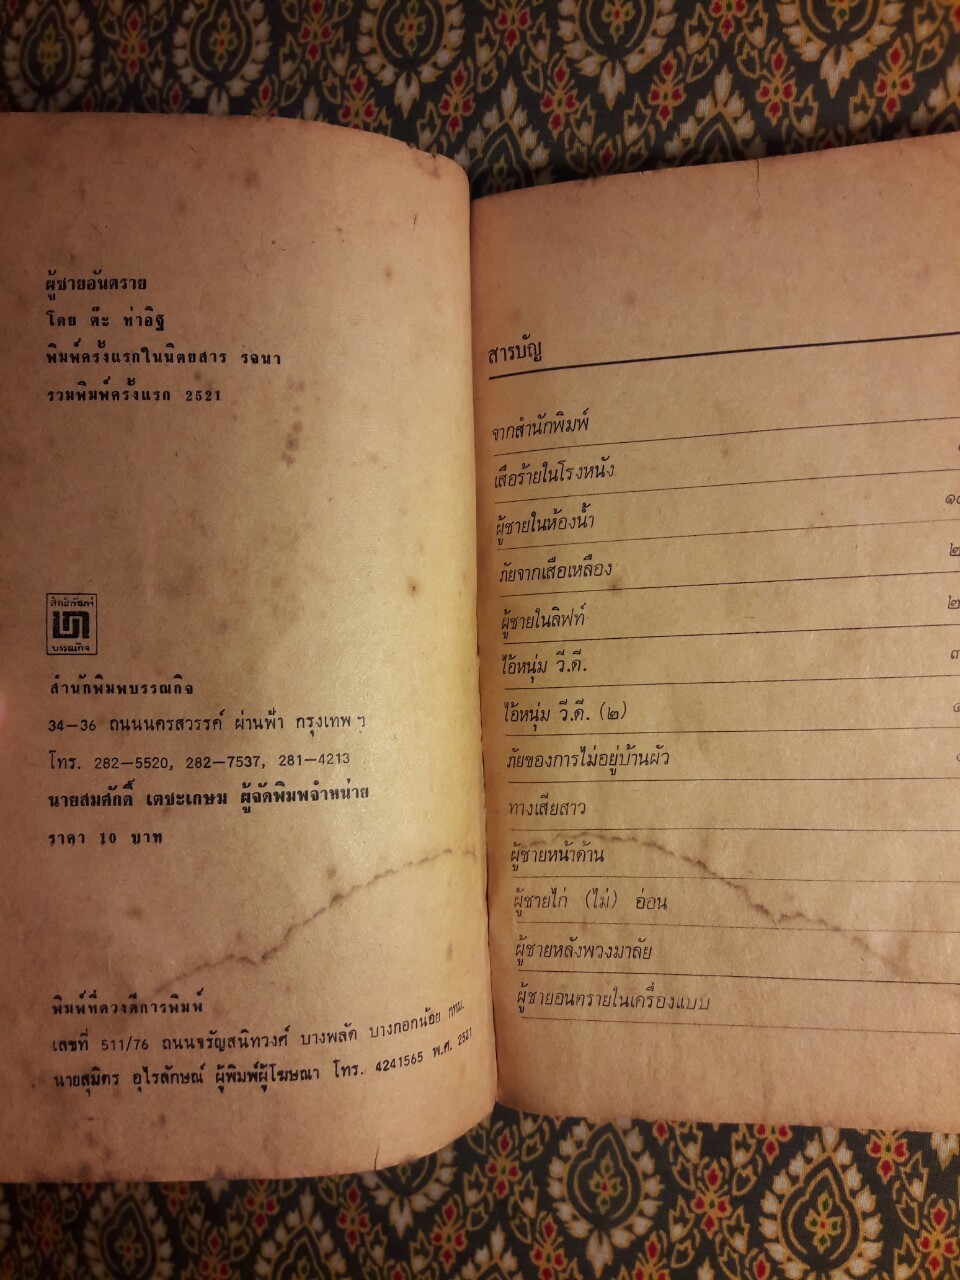 ผู้ชายอันตราย
โดย ต๊ะ ท่าอิฐ
พิมพ์ครั้งแรกในนิตยสาร รจนา
รวมพิมพ์ครั้งแรก 2521
สำนักพิมพ์
บรรณกิจ
สำนักพิมพบรรณกิจ
34-36 ถนนนครสวรรค์ ผ่านฟ้า กรุงเทพ ฯ
โทร. 282-5520, 282-7537, 281-4213
นายสมศักดิ์ เตชะเกษม ผู้จัดพิมพ์จำหน่าย
ราคา 10 บาท
พิมพ์ที่ดวงดีการพิมพ์
เลขที่ 511/76 ถนนจรัญสนิทวงศ์ บางพลัด บางกอกน้อย กทม.
นายสุมิตร อุไรลักษณ์ ผู้พิมพ์ผู้โฆษณา โทร. 4241565 พ.ศ. 2521
สารบัญ
จากสำนักพิมพ์
เสือร้ายในโรงหนัง
ผู้ชายในห้องน้ำ
ภัยจากเสือเหลือง
ผู้ชายในลิฟท์
ไอ้หนุ่ม วี.ดี.
ไอ้หนุ่ม วี.ดี. (๒)
ภัยของการไม่อยู่บ้านผัว
ทางเสียสาว
ผู้ชายหน้าด้าน
ผู้ชายไก่ (ไม่) อ่อน
ผู้ชายหลังพวงมาลัย
ผู้ชายอนตรายในเครื่องแบบ